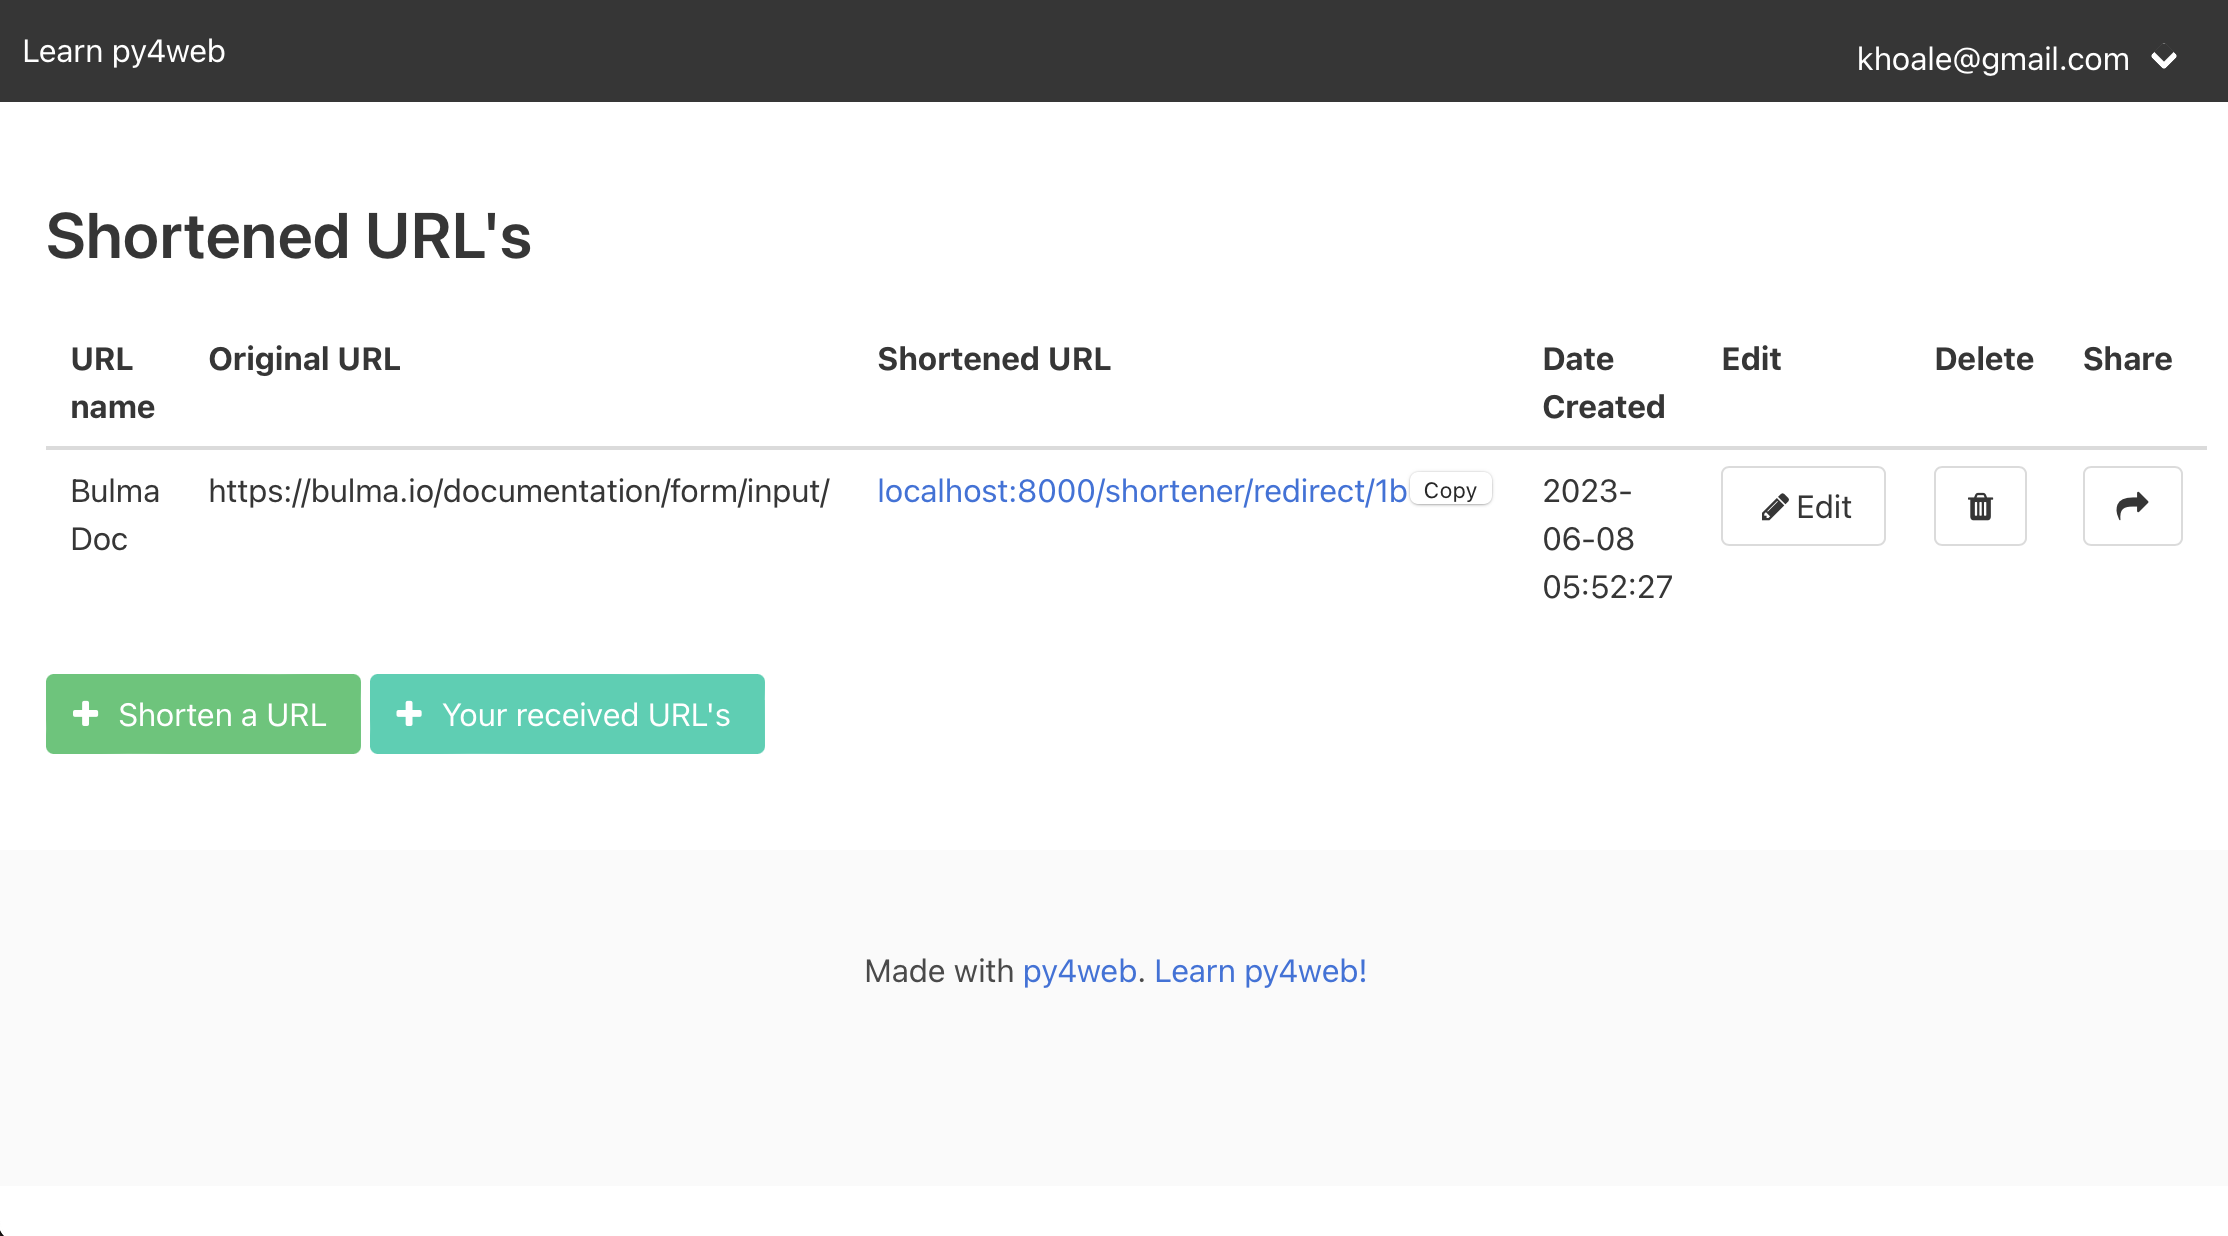 Learn py4web
khoale@gmail.com
Shortened URL's
URL name
Original URL
Shortened URL
Date Created
Edit
Delete
Share
Bulma Doc
https://bulma.io/documentation/form/input/
localhost:8000/shortener/redirect/1b
Copy
2023-06-08 05:52:27
Edit
Shorten a URL
Your received URL's
Made with py4web. Learn py4web!